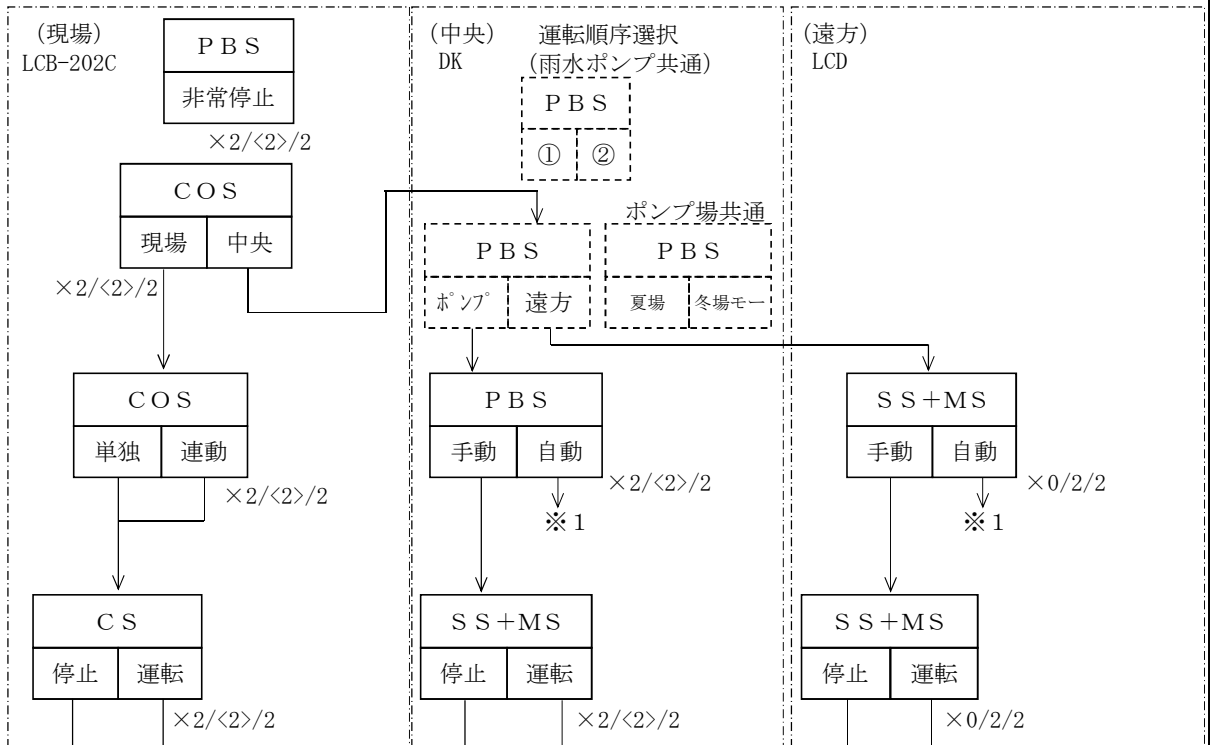 (現場)
LCB-202C
PBS
非常停止
×2/<2>/2
COS
現場 中央
×2/<2>/2
COS
単独 連動
×2/<2>/2
CS
停止 運転
×2/<2>/2
(中央)
DK
運転順序選択
(雨水ポンプ共通)
PBS
① ②
ポンプ場共通
PBS
ポンプ 遠方
PBS
夏場 冬場モー
PBS
手動 自動
×2/<2>/2
※1
SS+MS
停止 運転
×2/<2>/2
(遠方)
LCD
SS+MS
手動 自動
×0/2/2
※1
SS+MS
停止 運転
×0/2/2